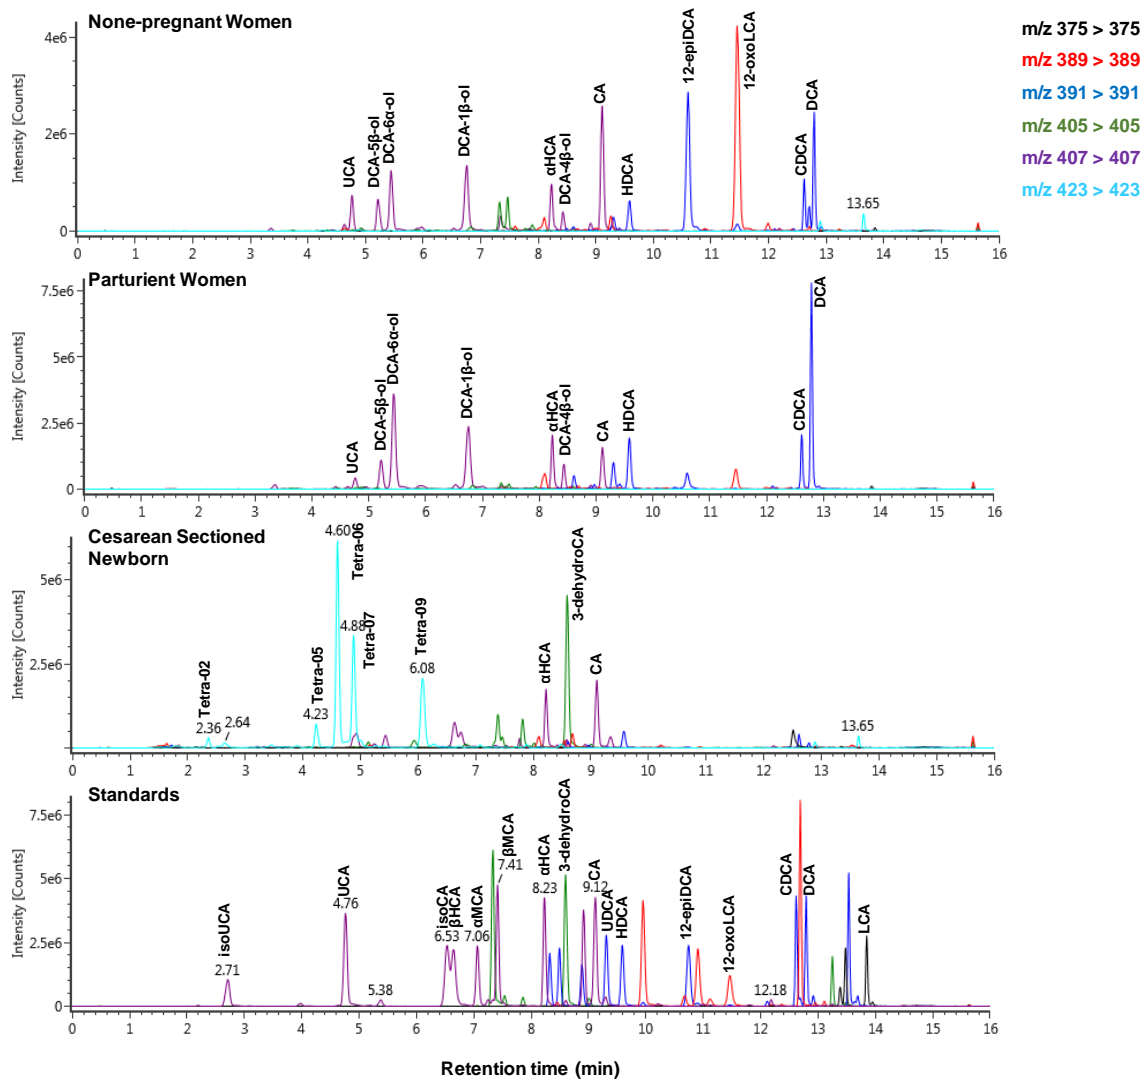 None-pregnant Women
m/z 375 > 375
m/z 389 > 389
m/z 391 > 391
m/z 405 > 405
m/z 407 > 407
m/z 423 > 423
Intensity [Counts]
4e6
2e6
0
UCA
DCA-5β-ol
DCA-6α-ol
DCA-1β-ol
αHCA
DCA-4β-ol
CA
HDCA
12-epiDCA
12-oxoLCA
CDCA
DCA
13.65
0 1 2 3 4 5 6 7 8 9 10 11 12 13 14 15 16
Parturient Women
Intensity [Counts]
7.5e6
5e6
2.5e6
0
UCA
DCA-5β-ol
DCA-6α-ol
DCA-1β-ol
αHCA
DCA-4β-ol
CA
HDCA
CDCA
DCA
0 1 2 3 4 5 6 7 8 9 10 11 12 13 14 15 16
Cesarean Sectioned
Newborn
Intensity [Counts]
5e6
2.5e6
0
Tetra-02
2.36
2.64
Tetra-05
4.23
4.60
Tetra-06
4.88
Tetra-07
Tetra-09
6.08
αHCA
3-dehydroCA
CA
13.65
0 1 2 3 4 5 6 7 8 9 10 11 12 13 14 15 16
Standards
Intensity [Counts]
7.5e6
5e6
2.5e6
0
isoUCA
2.71
UCA
4.76
5.38
isoCA
6.53
βHCA
αMCA
7.06
βMCA
7.41
αHCA
8.23
3-dehydroCA
CA
9.12
UDCA
HDCA
12-epiDCA
12-oxoLCA
12.18
CDCA
DCA
LCA
0 1 2 3 4 5 6 7 8 9 10 11 12 13 14 15 16
Retention time (min)